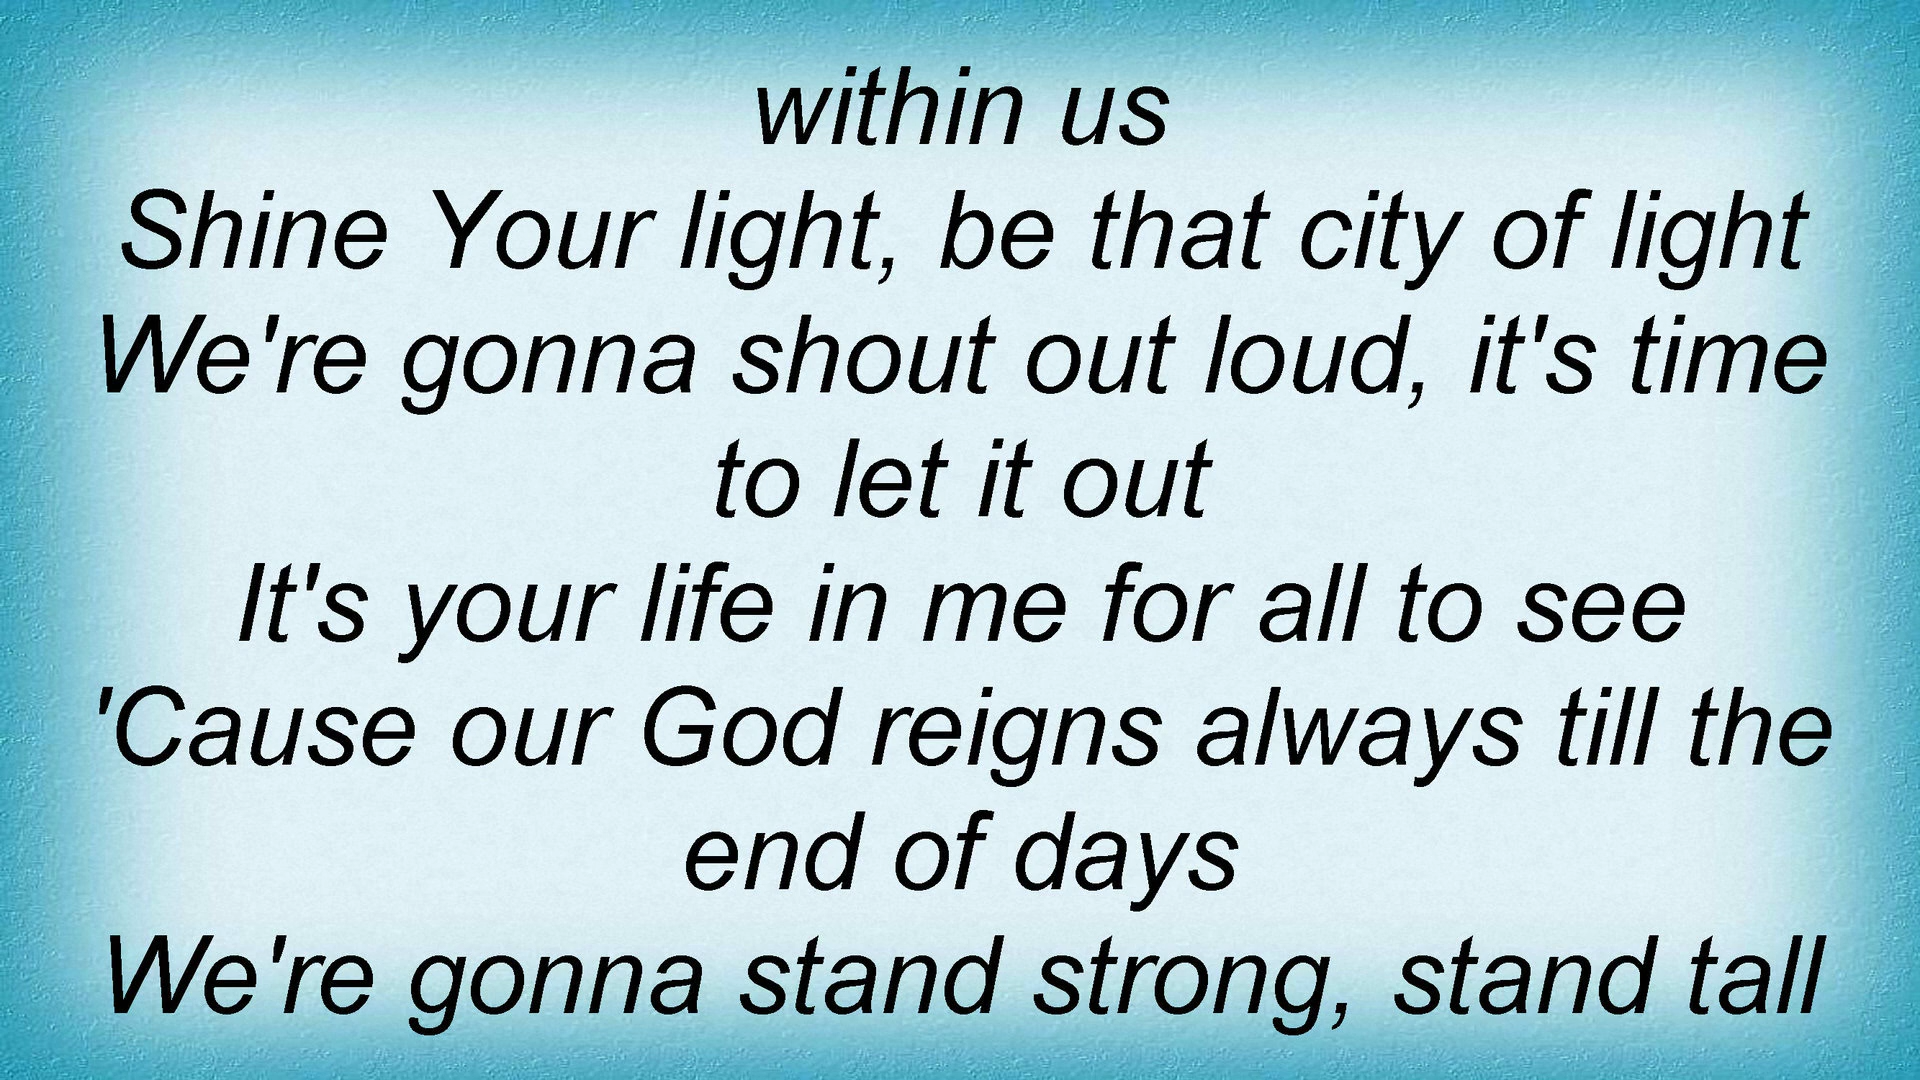 within us
Shine Your light, be that city of light
We're gonna shout out loud, it's time
to let it out
It's your life in me for all to see
'Cause our God reigns always till the
end of days
We're gonna stand strong, stand tall